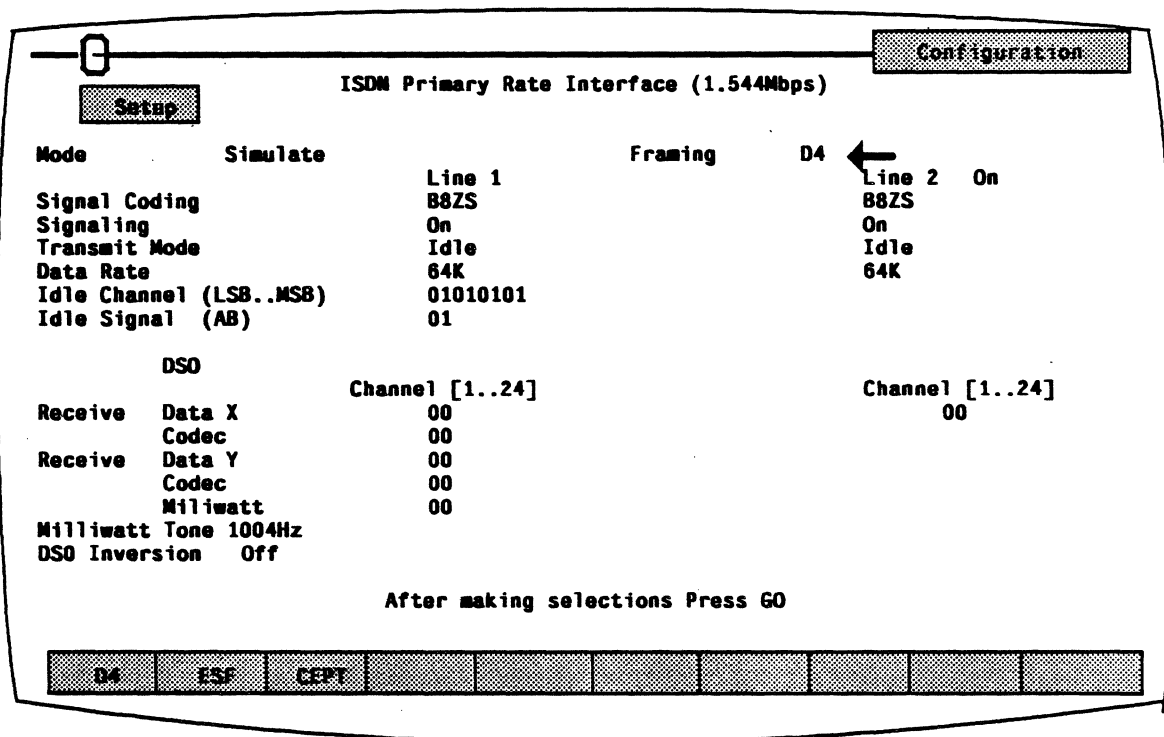 Configuration
ISDN Primary Rate Interface (1.544Mbps)
Setup
Mode Simulate Framing D4
Line 1 Line 2 On
Signal Coding B8ZS B8ZS
Signaling On On
Transmit Mode Idle Idle
Data Rate 64K 64K
Idle Channel (LSB..MSB) 01010101
Idle Signal (AB) 01
DSO
Channel [1..24] Channel [1..24]
Receive Data X 00 00
Codec 00
Receive Data Y 00
Codec 00
Miliwatt 00
Milliwatt Tone 1004Hz
DSO Inversion Off
After making selections Press GO
D4 ESF CEPT